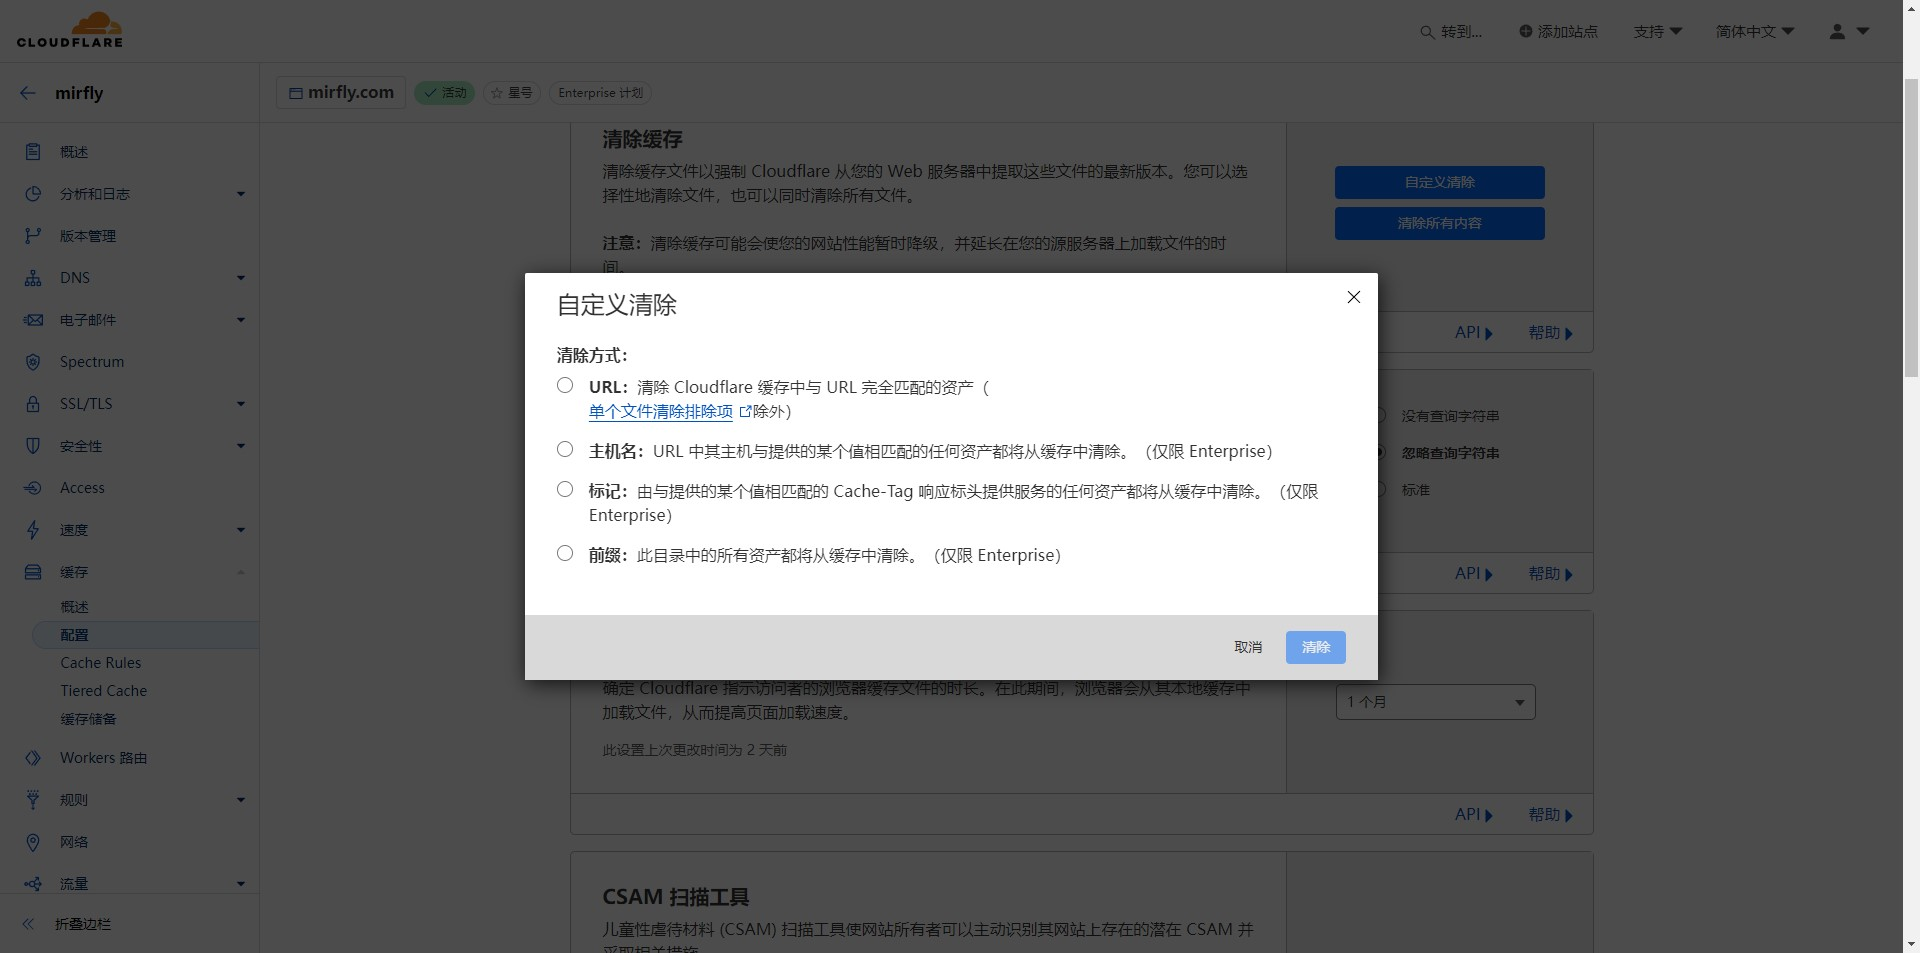 CLOUDFLARE
转到...
添加站点
支持
简体中文
mirfly
mirfly.com
活动
星号
Enterprise 计划
概述
分析和日志
版本管理
DNS
电子邮件
Spectrum
SSL/TLS
安全性
Access
速度
缓存
概述
配置
Cache Rules
Tiered Cache
缓存储备
Workers 路由
规则
网络
流量
折叠边栏
清除缓存
清除缓存文件以强制 Cloudflare 从您的 Web 服务器中提取这些文件的最新版本。您可以选
择性地清除文件，也可以同时清除所有文件。
注意：清除缓存可能会使您的网站性能暂时降级，并延长在您的源服务器上加载文件的时
间。
自定义清除
清除所有内容
API
帮助
自定义清除
清除方式：
URL：清除 Cloudflare 缓存中与 URL 完全匹配的资产（
单个文件清除排除项 除外）
主机名：URL 中其主机与提供的某个值相匹配的任何资产都将从缓存中清除。（仅限 Enterprise）
标记：由与提供的某个值相匹配的 Cache-Tag 响应标头提供服务的任何资产都将从缓存中清除。（仅限
Enterprise）
前缀：此目录中的所有资产都将从缓存中清除。（仅限 Enterprise）
取消
清除
没有查询字符串
忽略查询字符串
标准
API
帮助
确定 Cloudflare 指示访问者的浏览器缓存文件的时长。在此期间，浏览器会从其本地缓存中
加载文件，从而提高页面加载速度。
此设置上次更改时间为 2 天前
1 个月
API
帮助
CSAM 扫描工具
儿童性虐待材料 (CSAM) 扫描工具使网站所有者可以主动识别其网站上存在的潜在 CSAM 并
采取相关措施